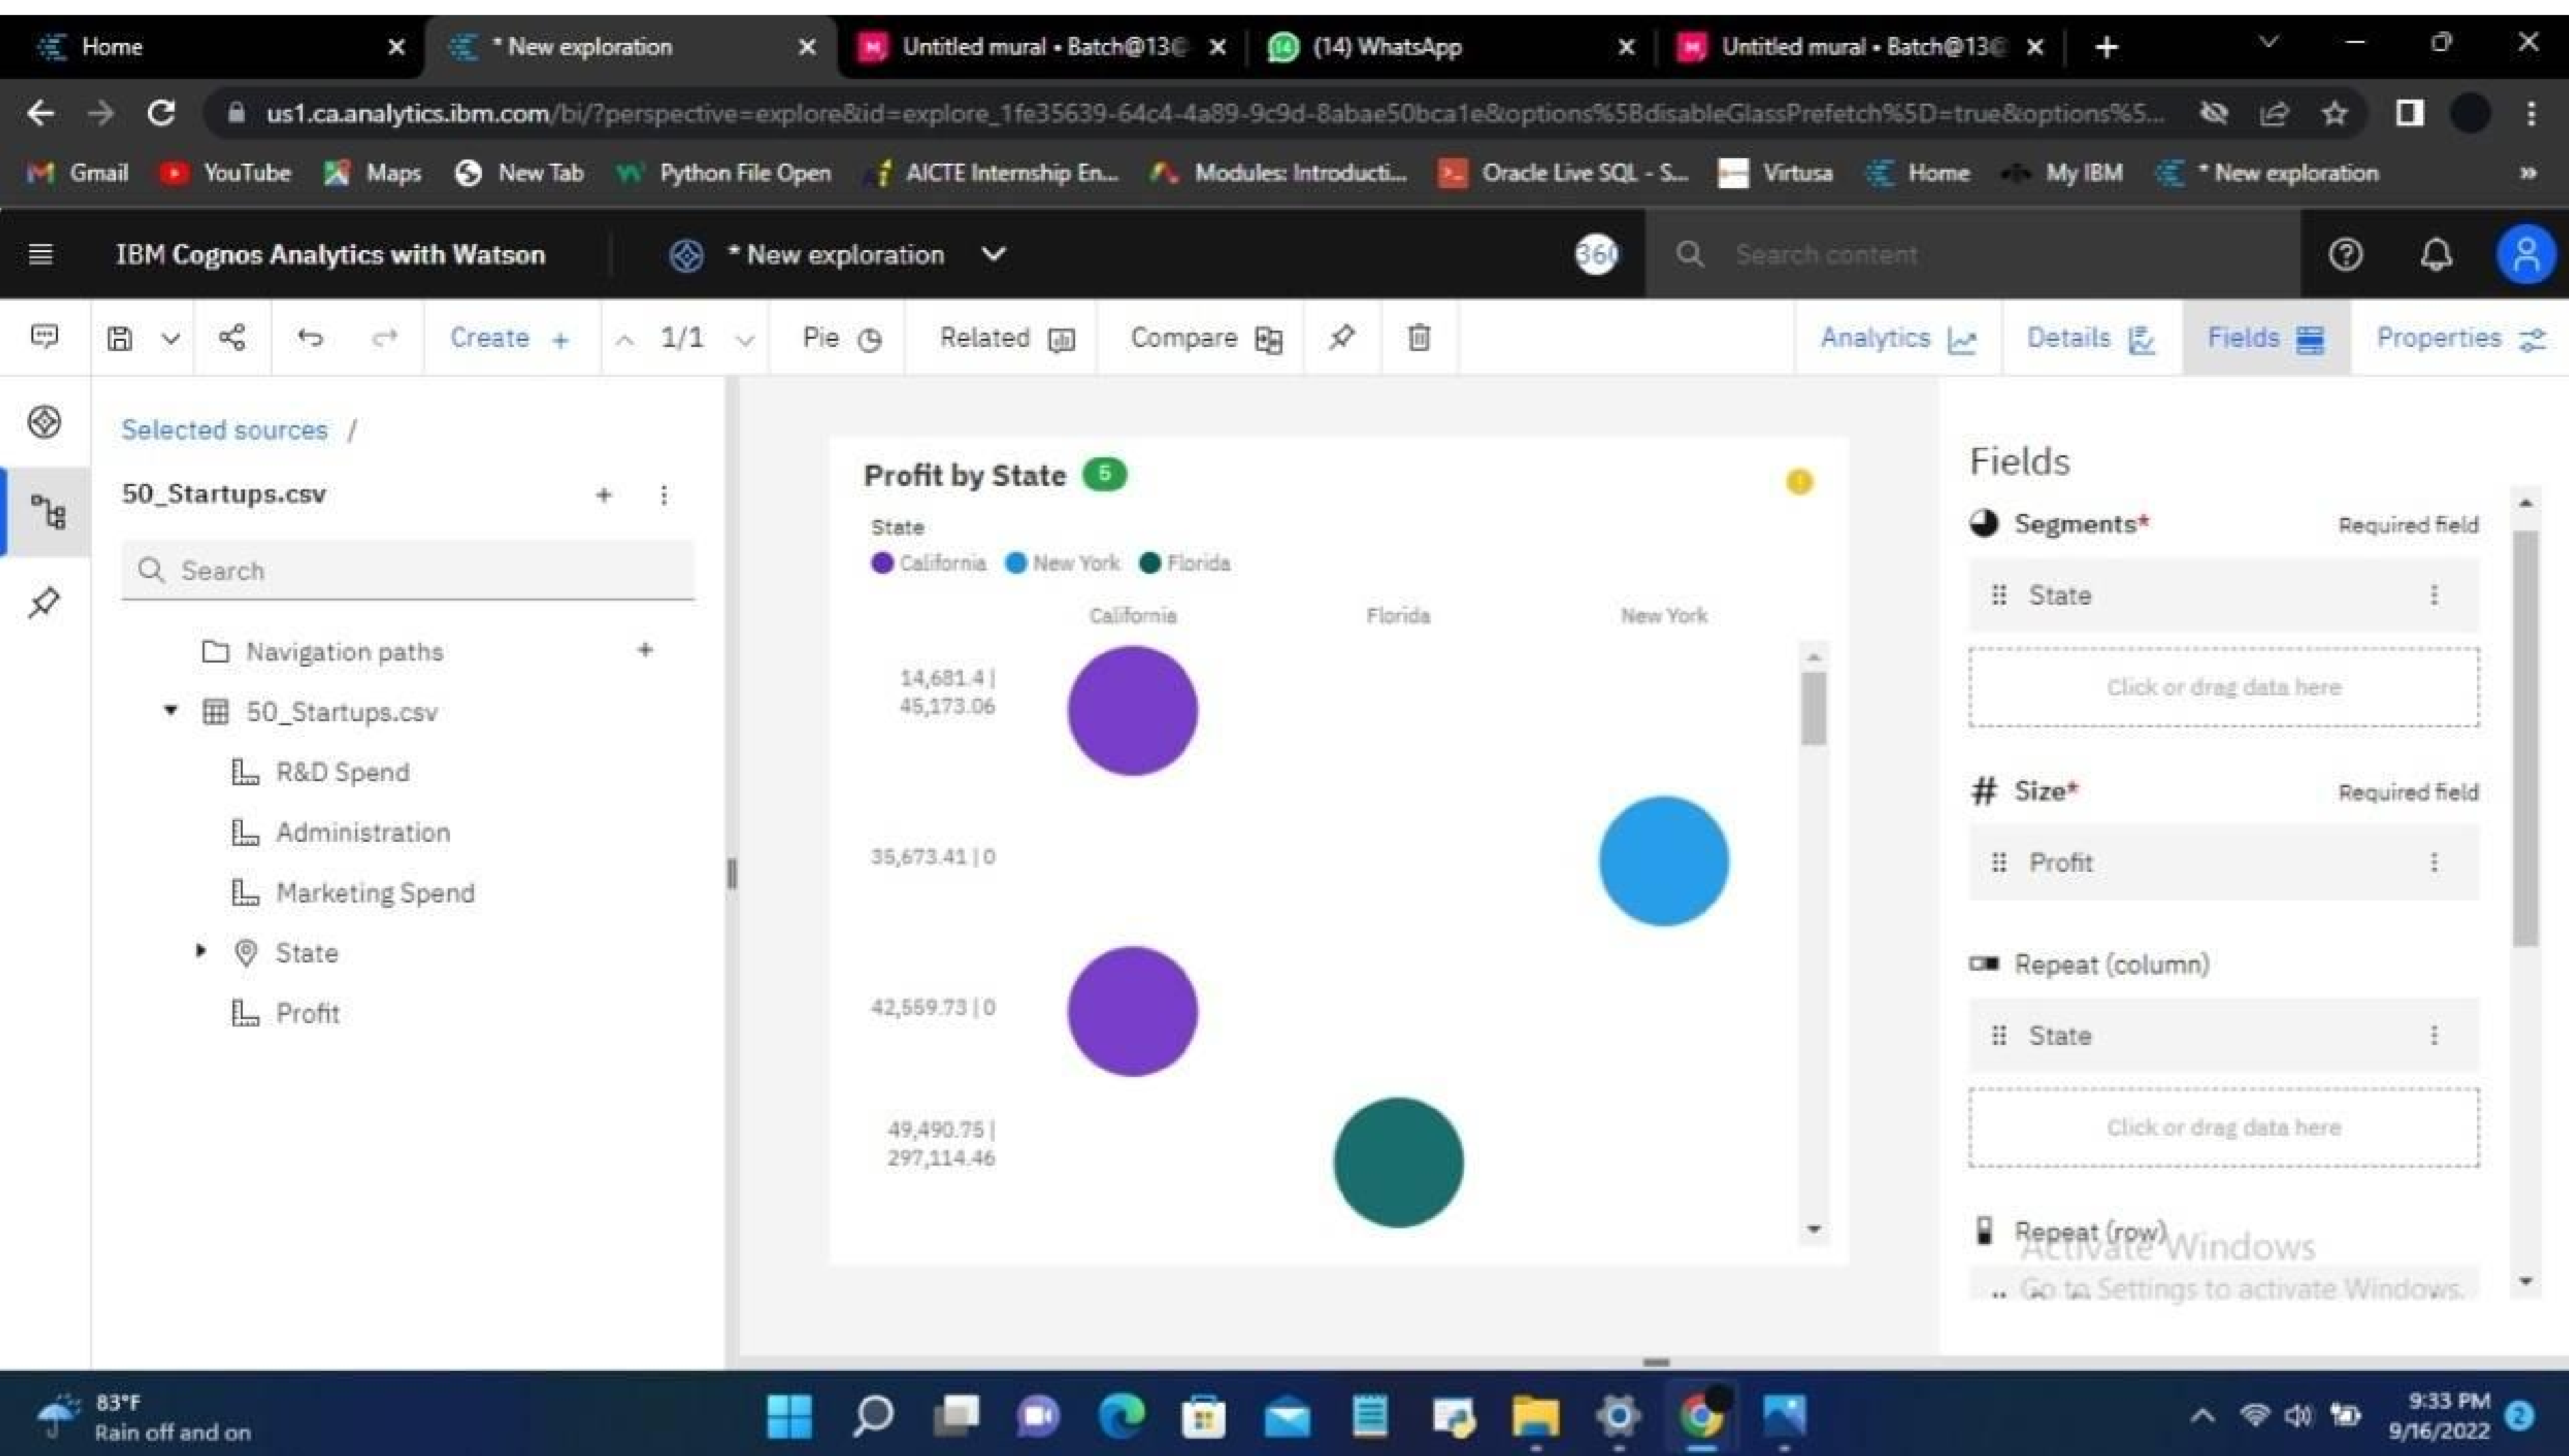 Home
* New exploration
Untitled mural • Batch@13
(14) WhatsApp
Untitled mural • Batch@13
us1.ca.analytics.ibm.com/bi/?perspective=explore&id=explore_1fe35639-64c4-4a89-9c9d-8abae50bca1e&options%5BdisableGlassPrefetch%5D=true&options%5...
Gmail YouTube Maps New Tab Python File Open AICTE Internship En... Modules: Introducti... Oracle Live SQL - S... Virtusa Home My IBM * New exploration »
IBM Cognos Analytics with Watson
* New exploration
360
Search content
Create + 1/1 Pie Related Compare Analytics Details Fields Properties
Selected sources /
50_Startups.csv
Search
Navigation paths
50_Startups.csv
R&D Spend
Administration
Marketing Spend
State
Profit
Profit by State 5
State
California New York Florida
California Florida New York
14,681.4 |
45,173.06
35,673.41 | 0
42,559.73 | 0
49,490.75 |
297,114.46
Fields
Segments* Required field
State
Click or drag data here
# Size* Required field
Profit
Repeat (column)
State
Click or drag data here
Repeat (row)
Activate Windows
Go to Settings to activate Windows.
83°F
Rain off and on
9:33 PM
9/16/2022
2